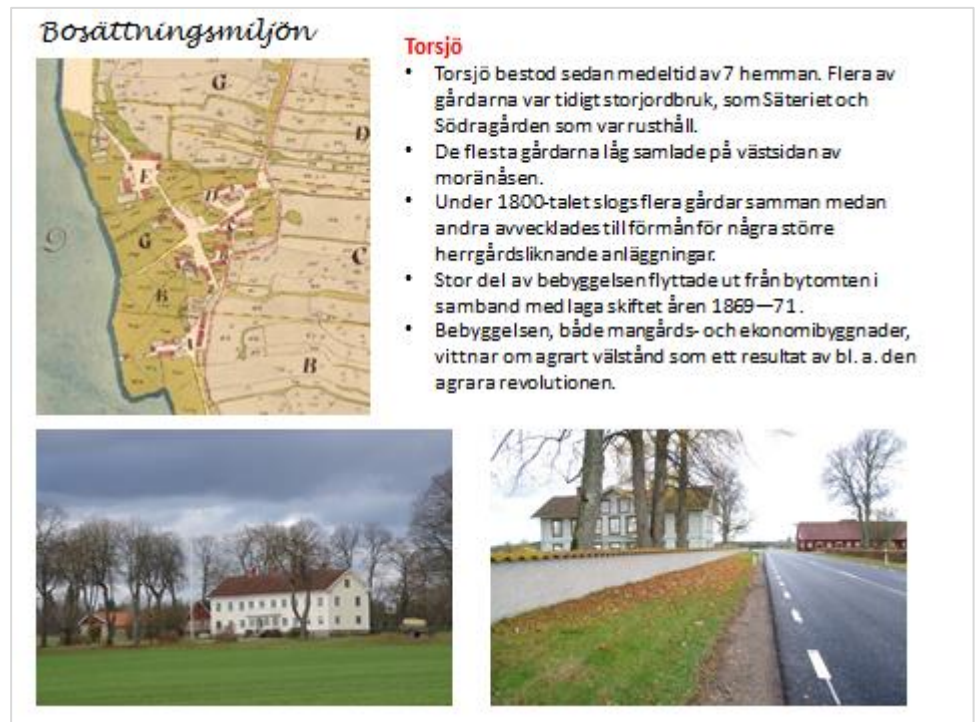 Bosättningsmiljön
Torsjö
• Torsjö bestod sedan medeltid av 7 hemman. Flera av
gårdarna var tidigt storjordbruk, som Säteriet och
Södragården som var rusthåll.
• De flesta gårdarna låg samlade på västsidan av
moränåsen.
• Under 1800-talet slogs flera gårdar samman medan
andra avvecklades till förmån för några större
herrgårdsliknande anläggningar.
• Stor del av bebyggelsen flyttade ut från bytomten i
samband med laga skiftet åren 1869—71.
• Bebyggelsen, både mangårds- och ekonomibyggnader,
vittnar om agrart välstånd som ett resultat av bl. a. den
agrara revolutionen.
G
D
E
D
C
G
C
B